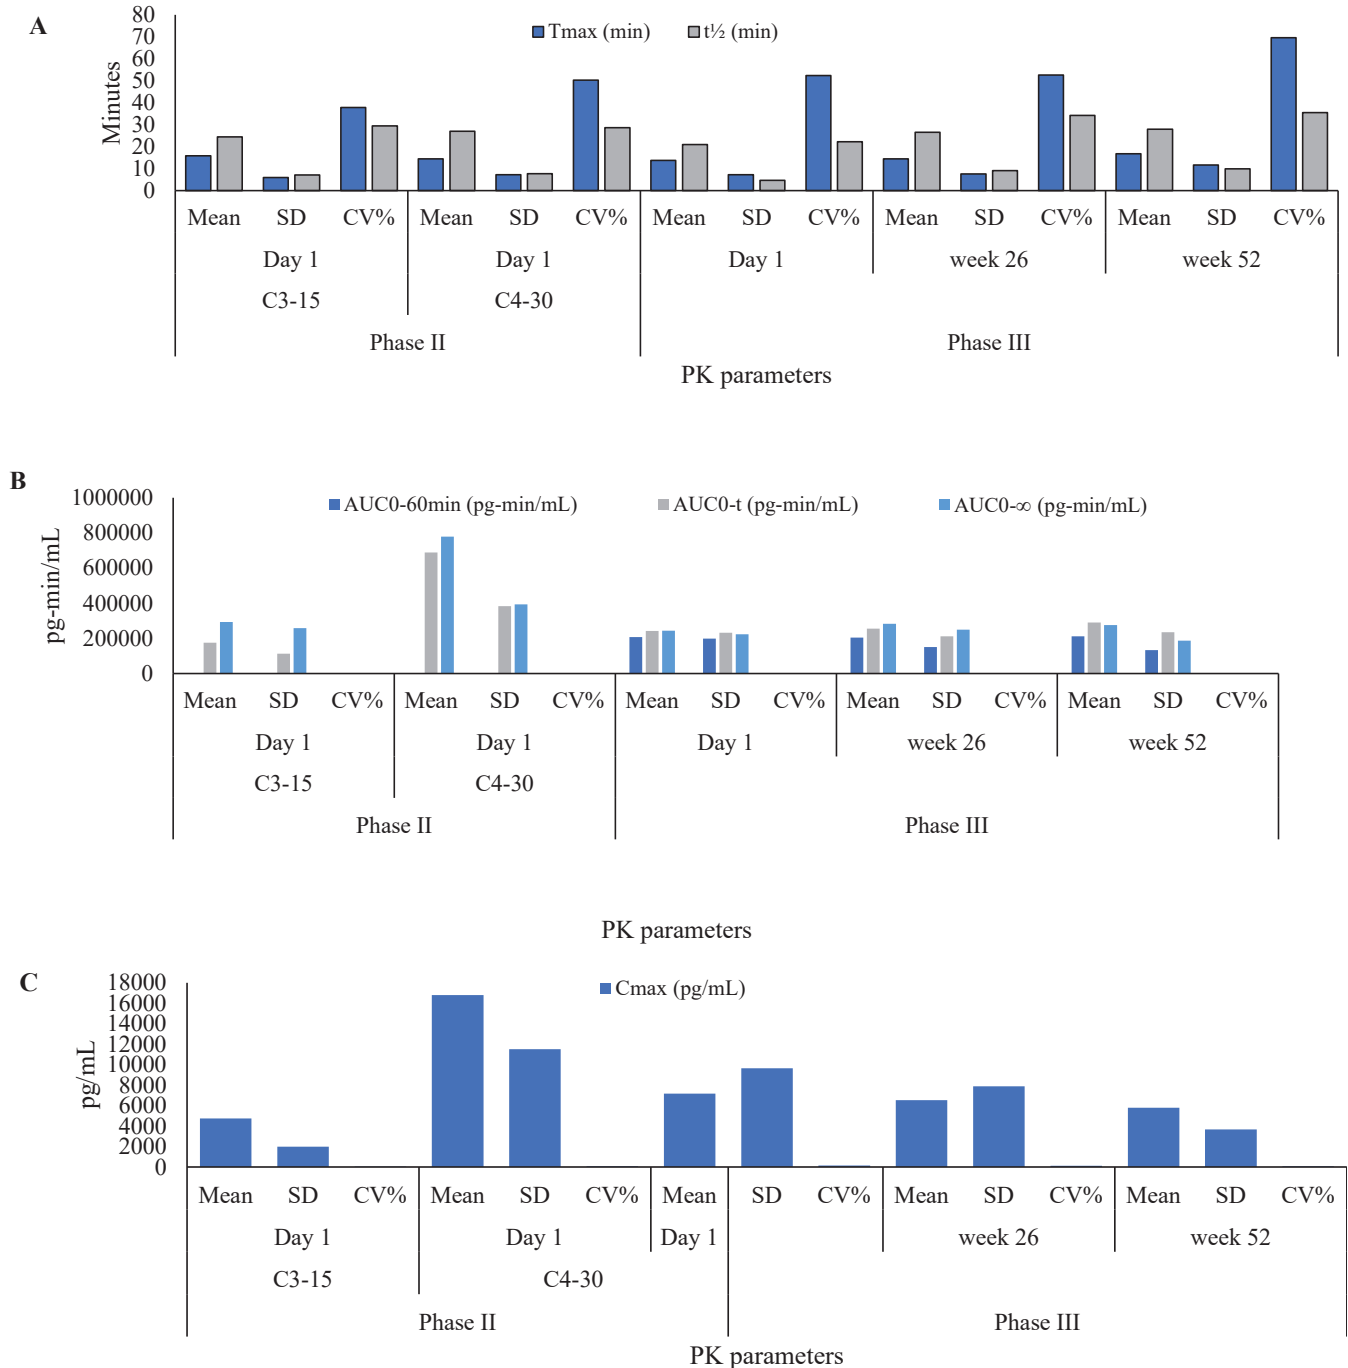 A
Tmax (min) t½ (min)
80
70
60
50
40
30
20
10
0
Minutes
Mean SD CV% Mean SD CV% Mean SD CV% Mean SD CV% Mean SD CV%
Day 1 Day 1 Day 1 week 26 week 52
C3-15 C4-30
Phase II Phase III
PK parameters
B
AUC0-60min (pg-min/mL) AUC0-t (pg-min/mL) AUC0-∞ (pg-min/mL)
1000000
800000
600000
400000
200000
0
pg-min/mL
Mean SD CV% Mean SD CV% Mean SD CV% Mean SD CV% Mean SD CV%
Day 1 Day 1 Day 1 week 26 week 52
C3-15 C4-30
Phase II Phase III
PK parameters
C
Cmax (pg/mL)
18000
16000
14000
12000
10000
8000
6000
4000
2000
0
pg/mL
Mean SD CV% Mean SD CV% Mean SD CV% Mean SD CV% Mean SD CV%
Day 1 Day 1 Day 1 week 26 week 52
C3-15 C4-30
Phase II Phase III
PK parameters